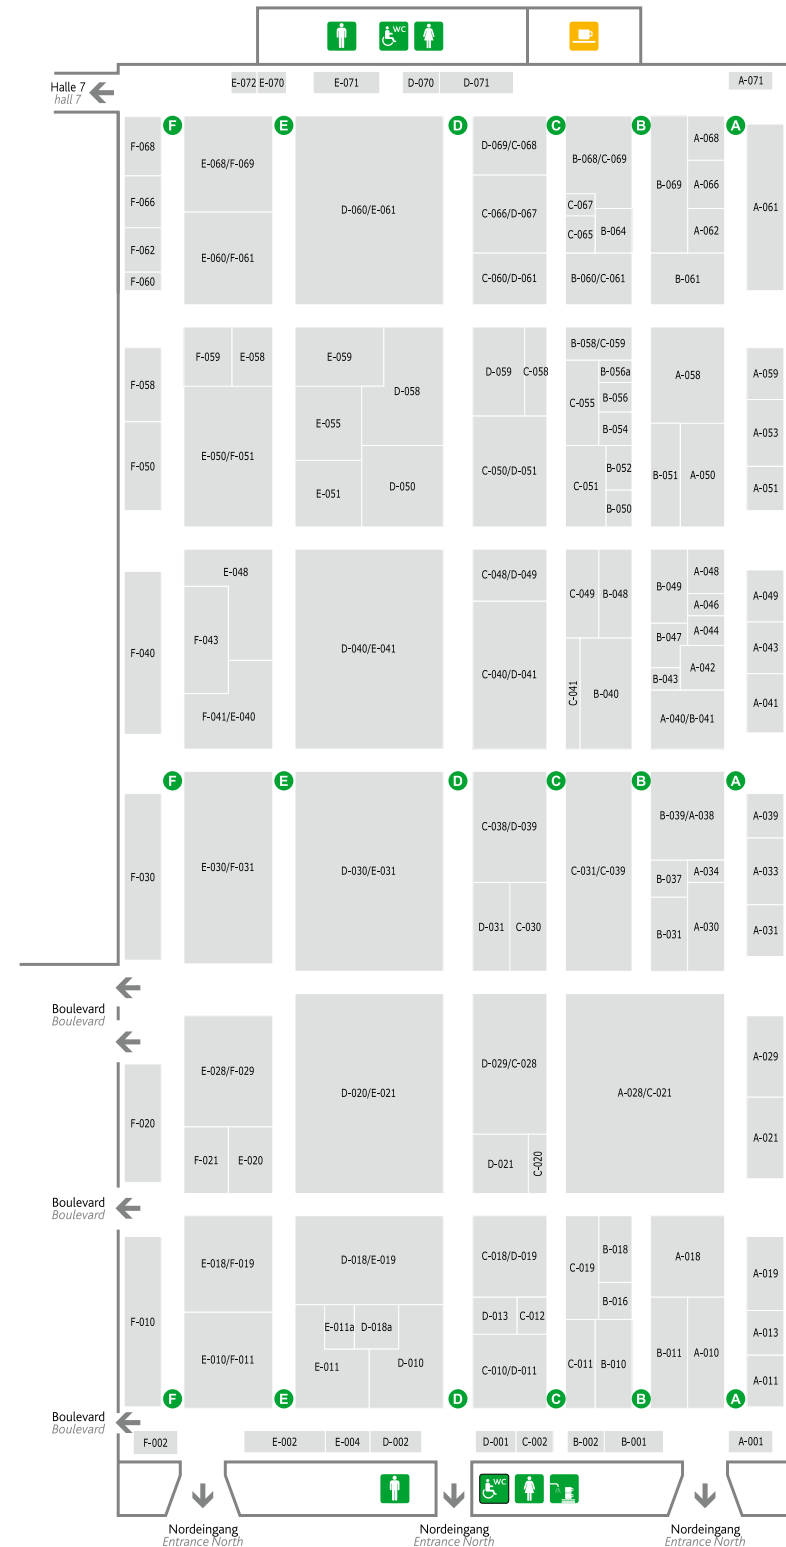 WC
Halle 7
hall 7
E-072
E-070
E-071
D-070
D-071
A-071
F
E
D
C
B
A
F-068
E-068/F-069
D-060/E-061
D-069/C-068
B-068/C-069
B-069
A-068
A-061
F-066
C-066/D-067
C-067
A-066
F-062
E-060/F-061
C-065
B-064
A-062
F-060
C-060/D-061
B-060/C-061
B-061
F-058
F-059
E-058
E-059
D-058
D-059
C-058
B-058/C-059
A-058
A-059
C-055
B-056a
B-056
E-055
B-054
A-053
F-050
E-050/F-051
E-051
D-050
C-050/D-051
C-051
B-052
B-050
B-051
A-050
A-051
F-040
E-048
D-040/E-041
C-048/D-049
C-049
B-048
B-049
A-048
A-046
A-049
F-043
B-047
A-044
A-043
C-040/D-041
C-041
B-040
B-043
A-042
F-041/E-040
A-040/B-041
A-041
F
E
D
C
B
A
F-030
E-030/F-031
D-030/E-031
C-038/D-039
C-031/C-039
B-039/A-038
A-039
B-037
A-034
A-033
D-031
C-030
B-031
A-030
A-031
Boulevard
Boulevard
F-020
E-028/F-029
D-020/E-021
D-029/C-028
A-028/C-021
A-029
F-021
E-020
D-021
C-020
A-021
Boulevard
Boulevard
F-010
E-018/F-019
D-018/E-019
C-018/D-019
C-019
B-018
A-018
A-019
B-016
E-011a
D-018a
D-013
C-012
A-013
E-010/F-011
E-011
D-010
C-010/D-011
C-011
B-010
B-011
A-010
A-011
F
E
D
C
B
A
Boulevard
Boulevard
F-002
E-002
E-004
D-002
D-001
C-002
B-002
B-001
A-001
WC
Nordeingang
Entrance North
Nordeingang
Entrance North
Nordeingang
Entrance North